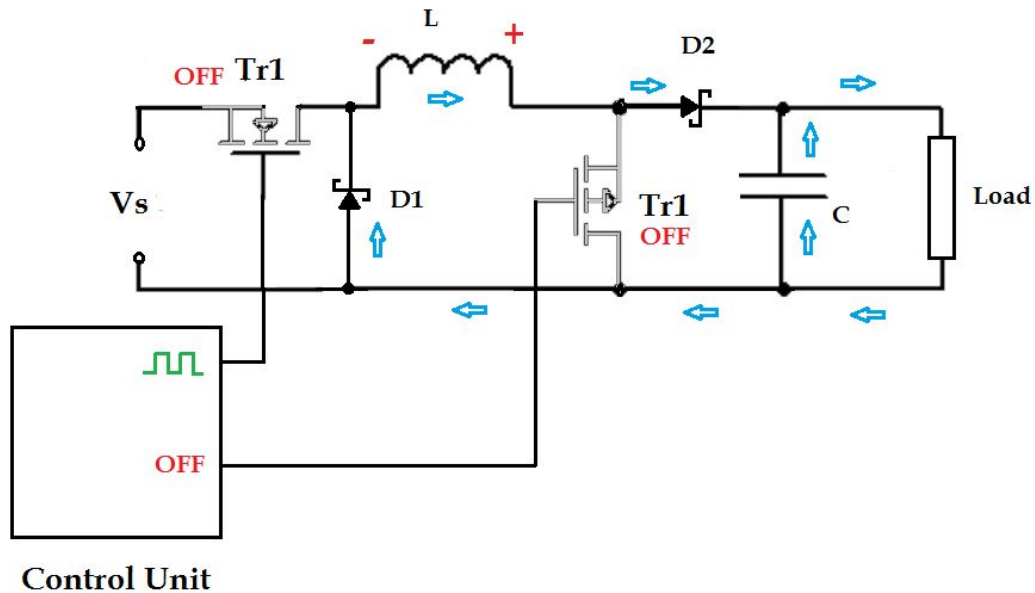 L
- +
D2
OFF Tr1
Vs
D1
Tr1
OFF
C
Load
OFF
Control Unit